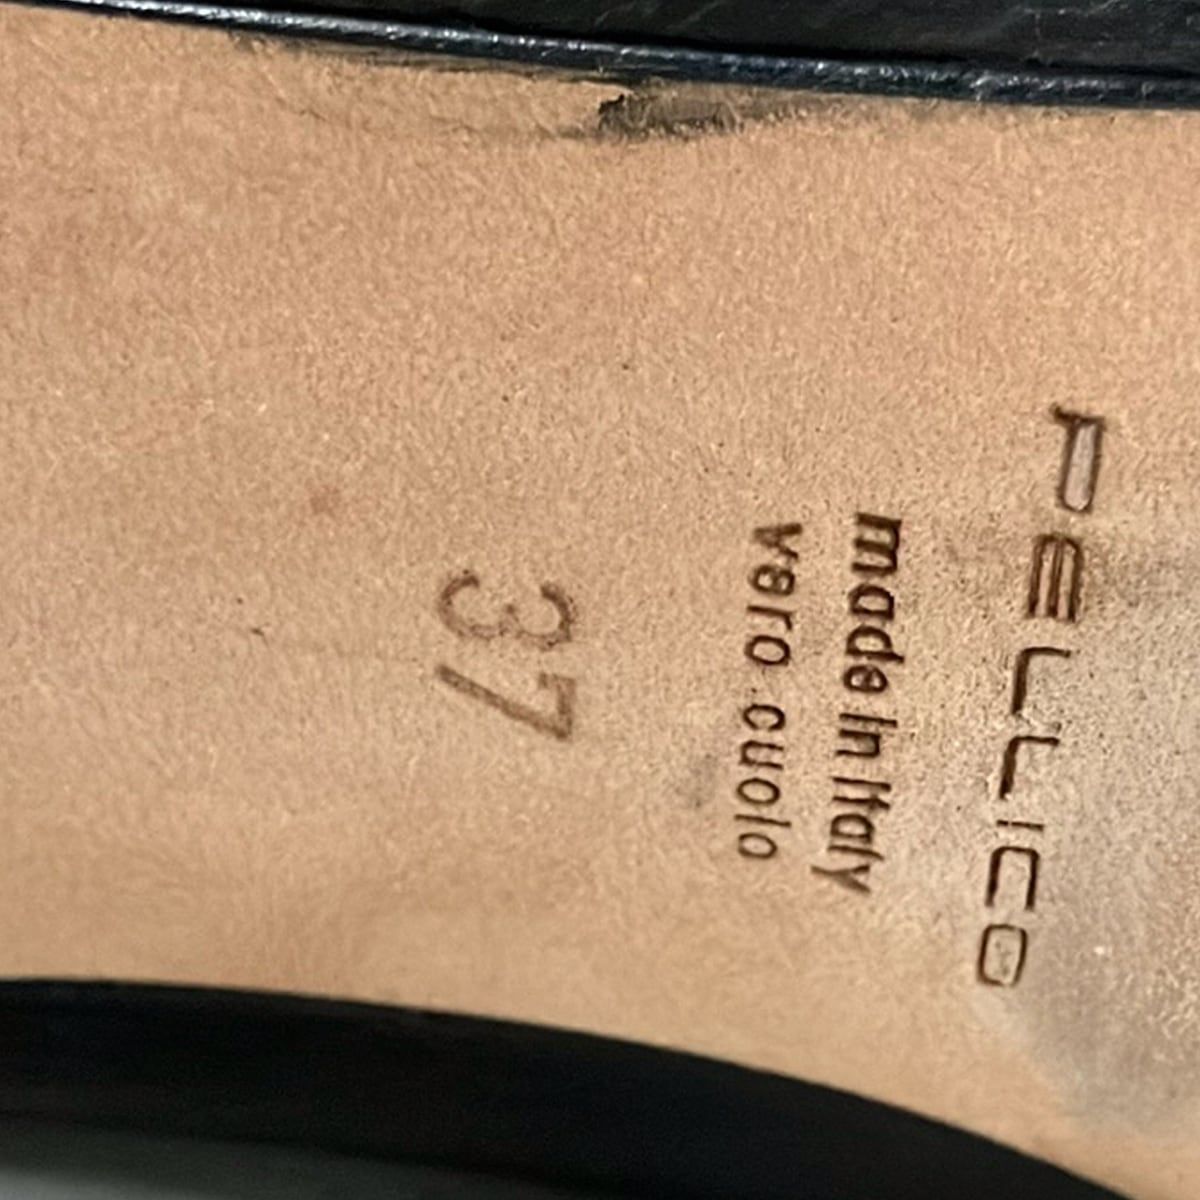 PELLICO
made in Italy
vero cuoio
37